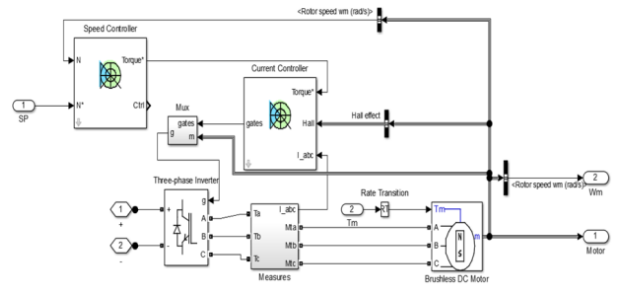 <Rotor speed wm (rad/s)>
Speed Controller
N
Torque*
N*
Ctrl
1
SP
Current Controller
Torque*
gates
Hall
I_abc
Hall effect
Mux
gates
g
m
<Rotor speed wm (rad/s)>
2
Wm
Three-phase Inverter
g
1
+
2
-
+
-
A
B
C
Ta
Tb
Tc
I_abc
Mta
Mtb
Mtc
Measures
Rate Transition
2
Tm
RT
Tm
A
B
C
N
S
m
Brushless DC Motor
1
Motor